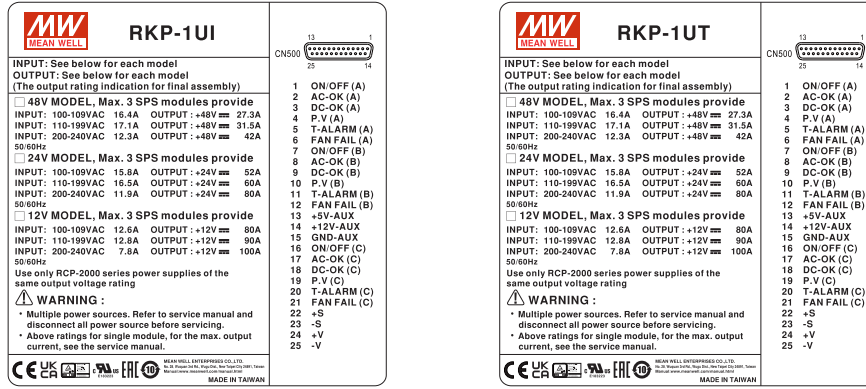 MW
MEAN WELL
RKP-1UI
INPUT: See below for each model
OUTPUT: See below for each model
(The output rating indication for final assembly)
48V MODEL, Max. 3 SPS modules provide
INPUT: 100-109VAC 16.4A OUTPUT : +48V 27.3A
INPUT: 110-199VAC 17.1A OUTPUT : +48V 31.5A
INPUT: 200-240VAC 12.3A OUTPUT : +48V 42A
50/60Hz
24V MODEL, Max. 3 SPS modules provide
INPUT: 100-109VAC 15.8A OUTPUT : +24V 52A
INPUT: 110-199VAC 16.5A OUTPUT : +24V 60A
INPUT: 200-240VAC 11.9A OUTPUT : +24V 80A
50/60Hz
12V MODEL, Max. 3 SPS modules provide
INPUT: 100-109VAC 12.6A OUTPUT : +12V 80A
INPUT: 110-199VAC 12.8A OUTPUT : +12V 90A
INPUT: 200-240VAC 7.8A OUTPUT : +12V 100A
50/60Hz
Use only RCP-2000 series power supplies of the
same output voltage rating
WARNING :
• Multiple power sources. Refer to service manual and
disconnect all power source before servicing.
• Above ratings for single module, for the max. output
current, see the service manual.
CE UK CA c RU us EAC
MEAN WELL ENTERPRISES CO.,LTD.
MADE IN TAIWAN
13 1
CN500
25 14
1 ON/OFF (A)
2 AC-OK (A)
3 DC-OK (A)
4 P.V (A)
5 T-ALARM (A)
6 FAN FAIL (A)
7 ON/OFF (B)
8 AC-OK (B)
9 DC-OK (B)
10 P.V (B)
11 T-ALARM (B)
12 FAN FAIL (B)
13 +5V-AUX
14 +12V-AUX
15 GND-AUX
16 ON/OFF (C)
17 AC-OK (C)
18 DC-OK (C)
19 P.V (C)
20 T-ALARM (C)
21 FAN FAIL (C)
22 +S
23 -S
24 +V
25 -V
MW
MEAN WELL
RKP-1UT
INPUT: See below for each model
OUTPUT: See below for each model
(The output rating indication for final assembly)
48V MODEL, Max. 3 SPS modules provide
INPUT: 100-109VAC 16.4A OUTPUT : +48V 27.3A
INPUT: 110-199VAC 17.1A OUTPUT : +48V 31.5A
INPUT: 200-240VAC 12.3A OUTPUT : +48V 42A
50/60Hz
24V MODEL, Max. 3 SPS modules provide
INPUT: 100-109VAC 15.8A OUTPUT : +24V 52A
INPUT: 110-199VAC 16.5A OUTPUT : +24V 60A
INPUT: 200-240VAC 11.9A OUTPUT : +24V 80A
50/60Hz
12V MODEL, Max. 3 SPS modules provide
INPUT: 100-109VAC 12.6A OUTPUT : +12V 80A
INPUT: 110-199VAC 12.8A OUTPUT : +12V 90A
INPUT: 200-240VAC 7.8A OUTPUT : +12V 100A
50/60Hz
Use only RCP-2000 series power supplies of the
same output voltage rating
WARNING :
• Multiple power sources. Refer to service manual and
disconnect all power source before servicing.
• Above ratings for single module, for the max. output
current, see the service manual.
CE UK CA c RU us EAC
MEAN WELL ENTERPRISES CO.,LTD.
MADE IN TAIWAN
13 1
CN500
25 14
1 ON/OFF (A)
2 AC-OK (A)
3 DC-OK (A)
4 P.V (A)
5 T-ALARM (A)
6 FAN FAIL (A)
7 ON/OFF (B)
8 AC-OK (B)
9 DC-OK (B)
10 P.V (B)
11 T-ALARM (B)
12 FAN FAIL (B)
13 +5V-AUX
14 +12V-AUX
15 GND-AUX
16 ON/OFF (C)
17 AC-OK (C)
18 DC-OK (C)
19 P.V (C)
20 T-ALARM (C)
21 FAN FAIL (C)
22 +S
23 -S
24 +V
25 -V